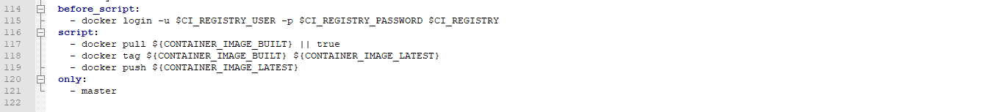 114 before_script:
115 - docker login -u $CI_REGISTRY_USER -p $CI_REGISTRY_PASSWORD $CI_REGISTRY
116 script:
117 - docker pull ${CONTAINER_IMAGE_BUILT} || true
118 - docker tag ${CONTAINER_IMAGE_BUILT} ${CONTAINER_IMAGE_LATEST}
119 - docker push ${CONTAINER_IMAGE_LATEST}
120 only:
121 - master
122